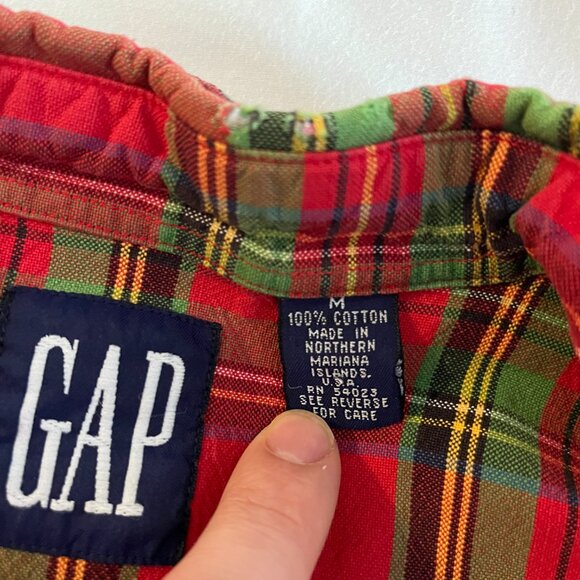 GAP
M
100% COTTON
MADE IN
NORTHERN
MARIANA
ISLANDS,
U.S.A.
RN 54023
SEE REVERSE
FOR CARE